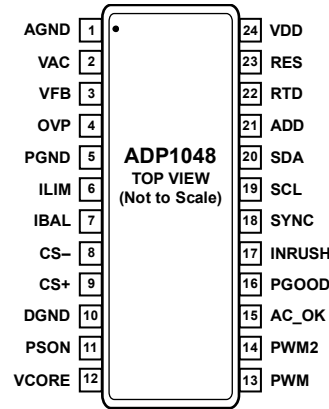 AGND 1 24 VDD
VAC 2 23 RES
VFB 3 22 RTD
OVP 4 21 ADD
PGND 5 ADP1048 20 SDA
TOP VIEW
ILIM 6 (Not to Scale) 19 SCL
IBAL 7 18 SYNC
CS– 8 17 INRUSH
CS+ 9 16 PGOOD
DGND 10 15 AC_OK
PSON 11 14 PWM2
VCORE 12 13 PWM